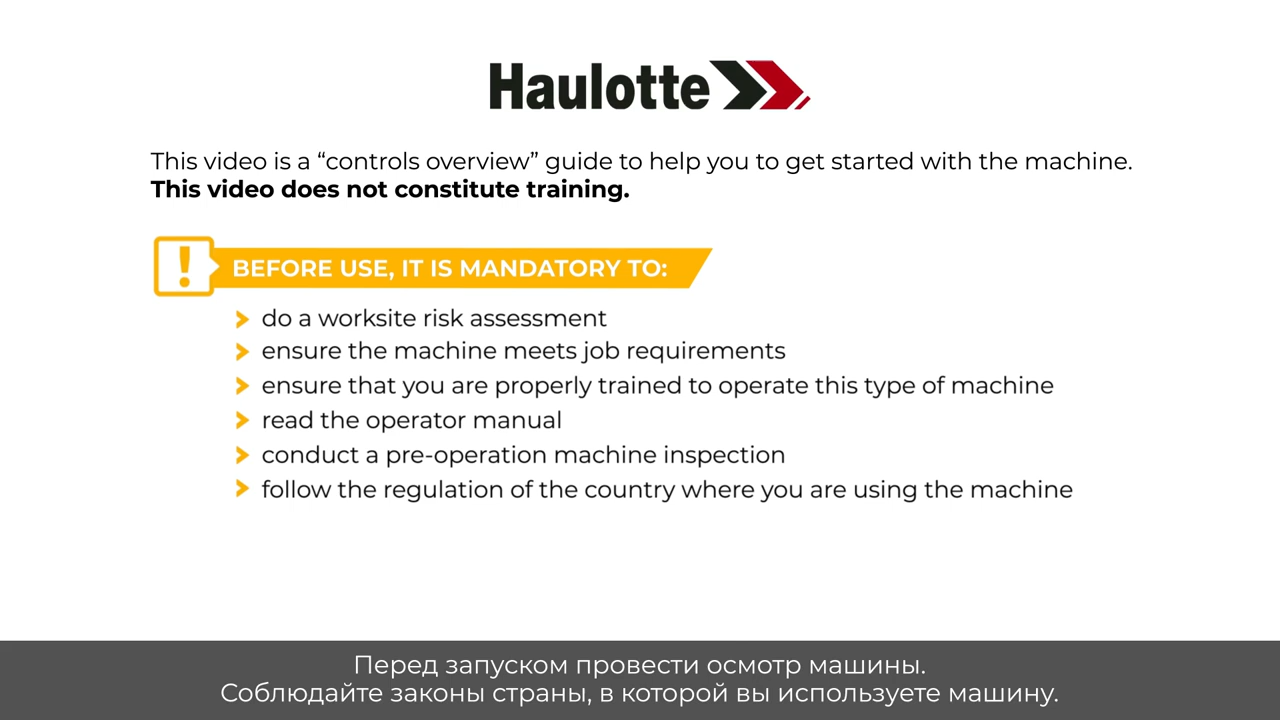 Haulotte
This video is a “controls overview” guide to help you to get started with the machine.
This video does not constitute training.
BEFORE USE, IT IS MANDATORY TO:
do a worksite risk assessment
ensure the machine meets job requirements
ensure that you are properly trained to operate this type of machine
read the operator manual
conduct a pre-operation machine inspection
follow the regulation of the country where you are using the machine
Перед запуском провести осмотр машины.
Соблюдайте законы страны, в которой вы используете машину.